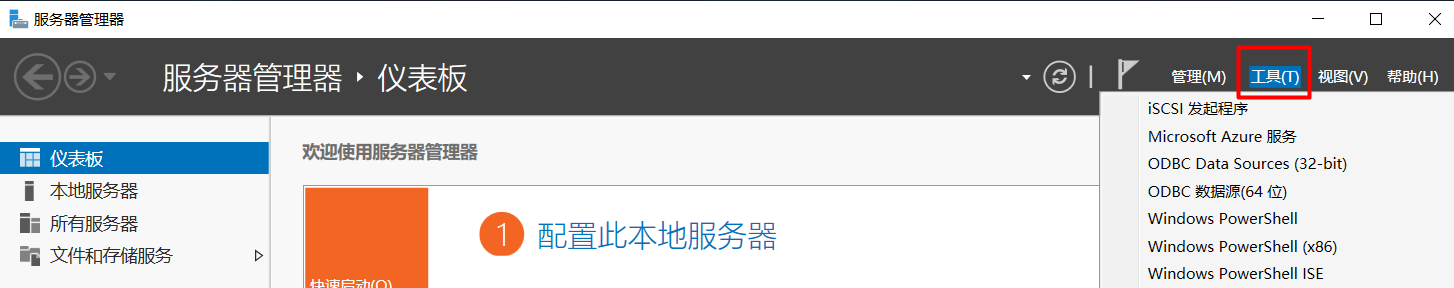 服务器管理器
服务器管理器 仪表板
管理(M) 工具(T) 视图(V) 帮助(H)
iSCSI 发起程序
Microsoft Azure 服务
ODBC Data Sources (32-bit)
ODBC 数据源(64 位)
Windows PowerShell
Windows PowerShell (x86)
Windows PowerShell ISE
仪表板
本地服务器
所有服务器
文件和存储服务
欢迎使用服务器管理器
1 配置此本地服务器
快速启动(Q)